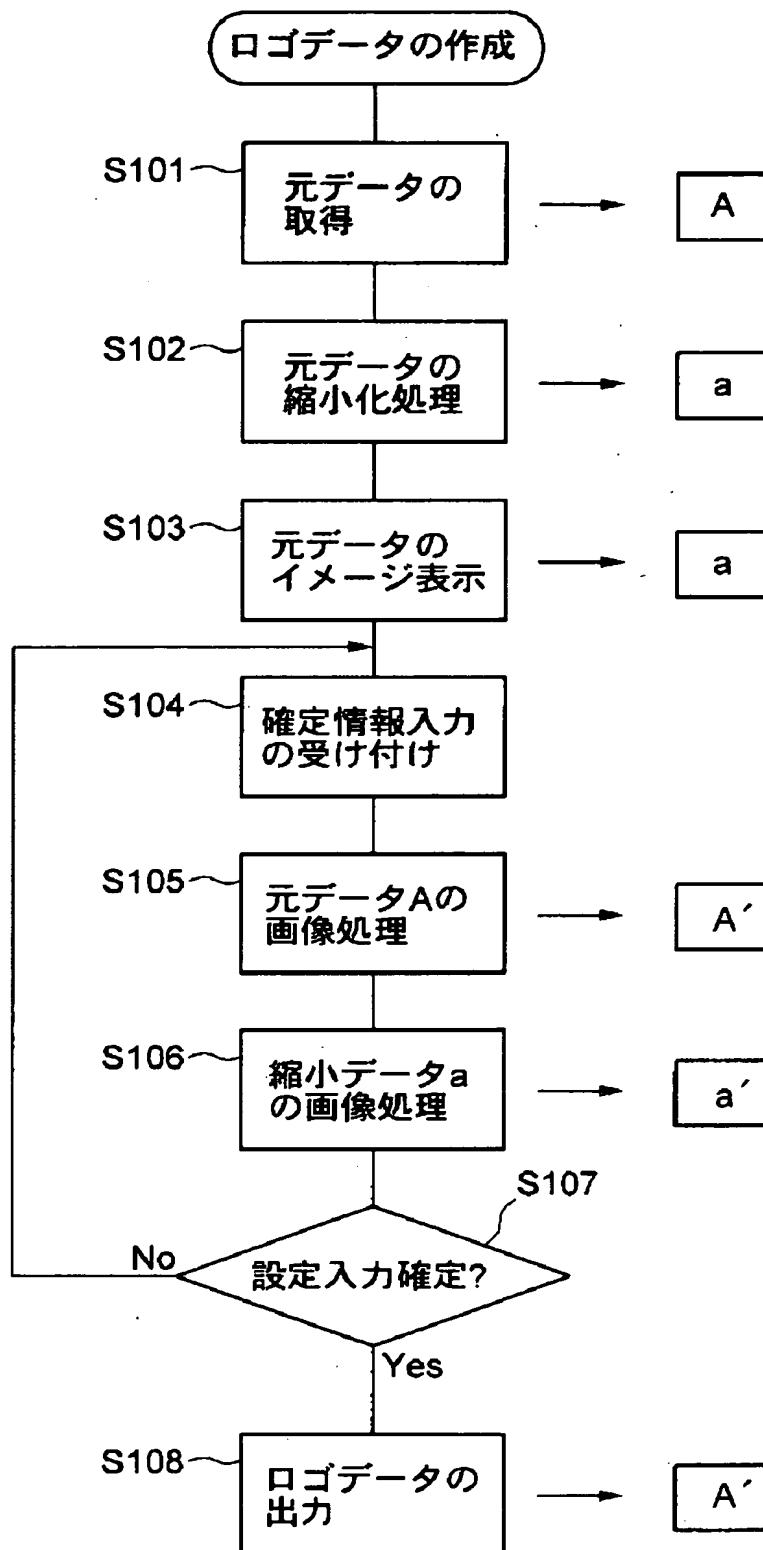 ロゴデータの作成
S101
元データの
取得
A
S102
元データの
縮小化処理
a
S103
元データの
イメージ表示
a
S104
確定情報入力
の受け付け
S105
元データAの
画像処理
A´
S106
縮小データa
の画像処理
a´
S107
設定入力確定?
No
Yes
S108
ロゴデータの
出力
A´